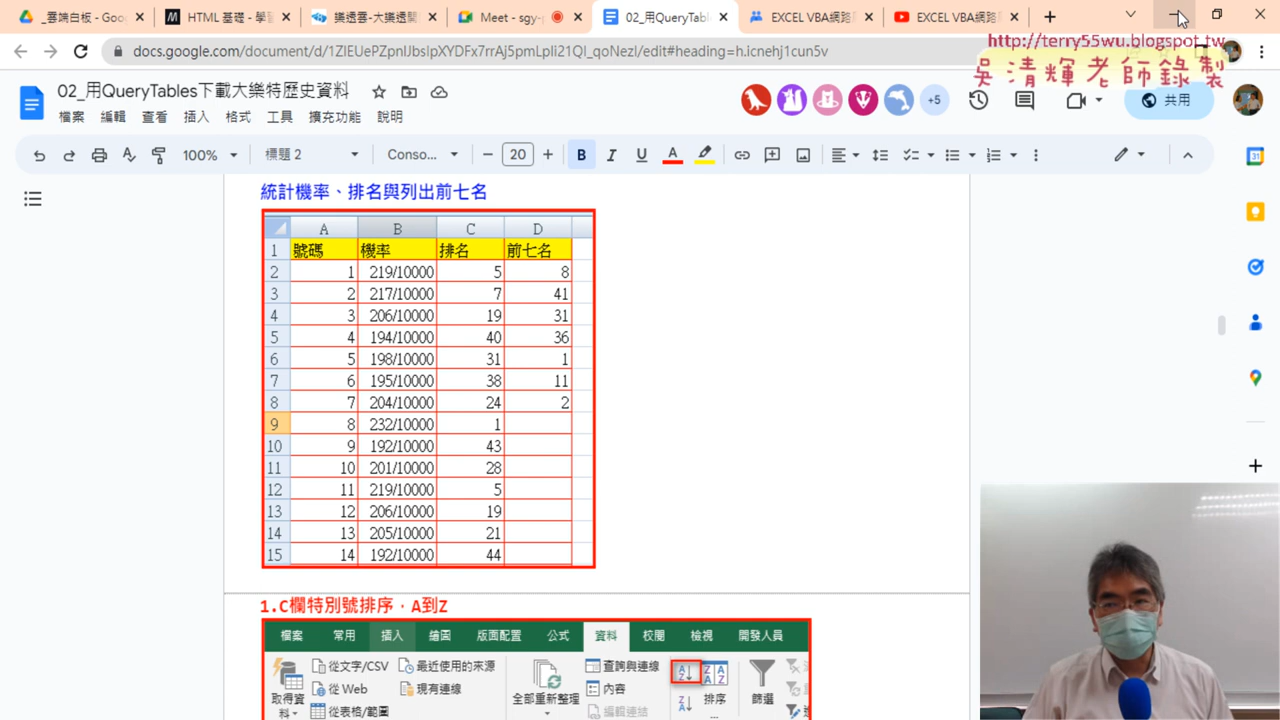 _雲端白板 - Goo
HTML 基礎 - 學習
議透雲-大議透開
Meet - sgy-
02_用QueryTabl
EXCEL VBA網路
EXCEL VBA網路
docs.google.com/document/d/1ZIEUePZpnUbsIpXYDFx7rrAj5pmLpli21QI_qoNezI/edit#heading=h.lcnehj1cun5v
http://terry55wu.blogspot.tw
吳清輝老師錄製
02_用QueryTables下載大樂特歷史資料
檔案 編輯 查看 插入 格式 工具 擴充功能 說明
+5
共用
100% 標題 2 Conso... 20 B I U A
統計機率、排名與列出前七名
A B C D
1 號碼 機率 排名 前七名
2 1 219/10000 5 8
3 2 217/10000 7 41
4 3 206/10000 19 31
5 4 194/10000 40 36
6 5 198/10000 31 1
7 6 195/10000 38 11
8 7 204/10000 24 2
9 8 232/10000 1
10 9 192/10000 43
11 10 201/10000 28
12 11 219/10000 5
13 12 206/10000 19
14 13 205/10000 21
15 14 192/10000 44
1.C欄特別號排序，A到Z
檔案 常用 插入 繪圖 版面配置 公式 資料 校閱 檢視 開發人員
取得資料
從文字/CSV
從 Web
從表格/範圍
最近使用的來源
現有連線
全部重新整理
查詢與連線
內容
編輯連結
排序
篩選